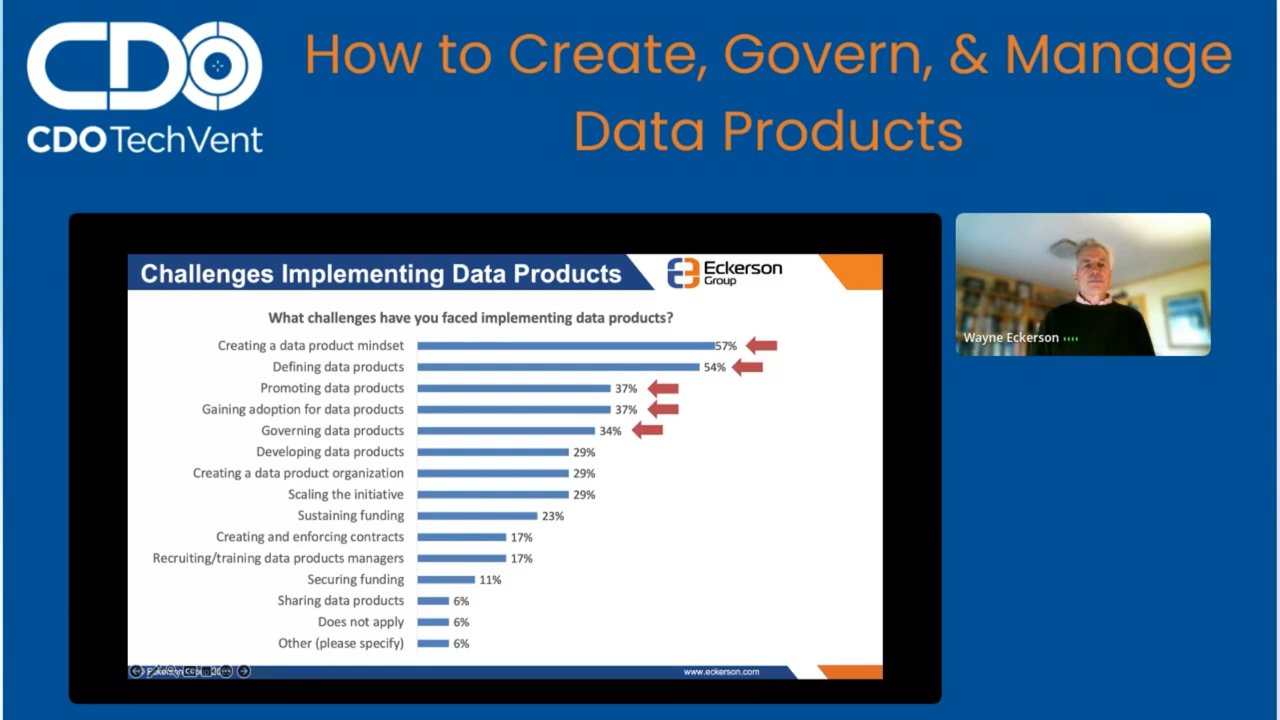 CDO
CDO TechVent
How to Create, Govern, & Manage
Data Products
Challenges Implementing Data Products
Eckerson
Group
What challenges have you faced implementing data products?
Creating a data product mindset 57%
Defining data products 54%
Promoting data products 37%
Gaining adoption for data products 37%
Governing data products 34%
Developing data products 29%
Creating a data product organization 29%
Scaling the initiative 29%
Sustaining funding 23%
Creating and enforcing contracts 17%
Recruiting/training data products managers 17%
Securing funding 11%
Sharing data products 6%
Does not apply 6%
Other (please specify) 6%
www.eckerson.com
Wayne Eckerson